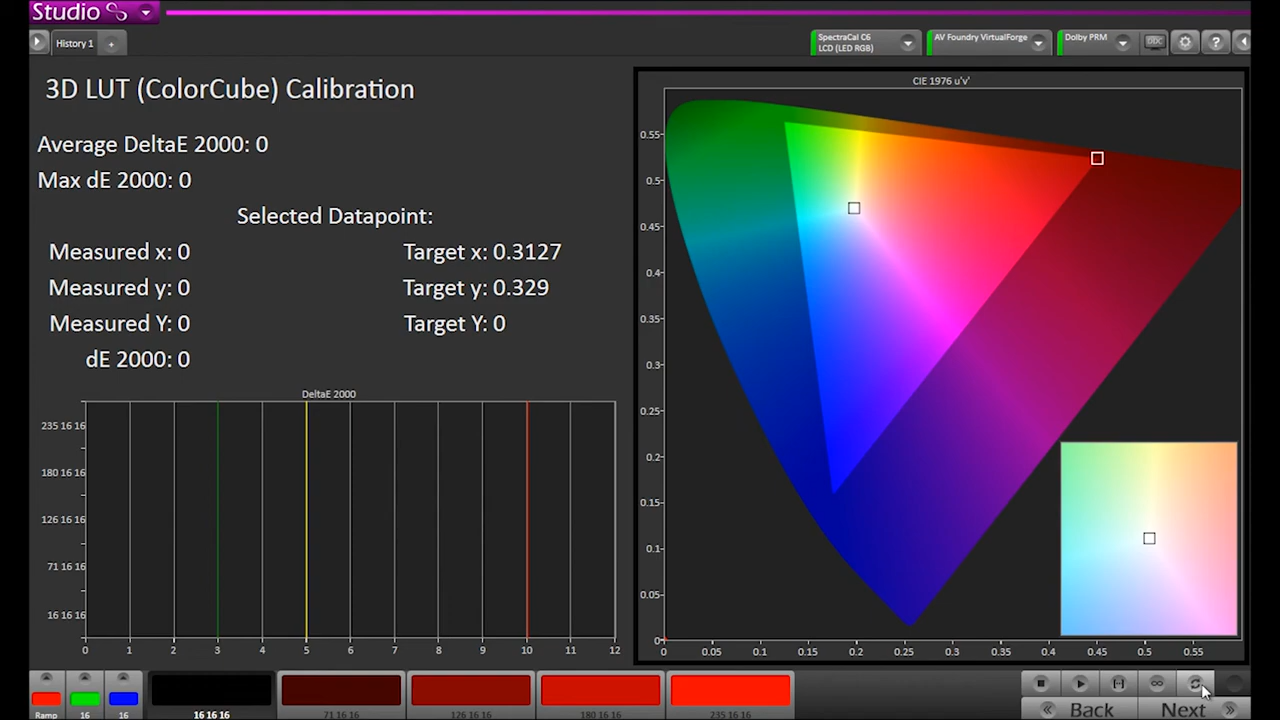 Studio
History 1
+
SpectraCal C6
LCD (LED RGB)
AV Foundry VirtualForge
Dolby PRM
DDC
?
3D LUT (ColorCube) Calibration
Average DeltaE 2000: 0
Max dE 2000: 0
Selected Datapoint:
Measured x: 0
Target x: 0.3127
Measured y: 0
Target y: 0.329
Measured Y: 0
Target Y: 0
dE 2000: 0
DeltaE 2000
235 16 16
180 16 16
126 16 16
71 16 16
16 16 16
0 1 2 3 4 5 6 7 8 9 10 11 12
CIE 1976 u'v'
0.55
0.5
0.45
0.4
0.35
0.3
0.25
0.2
0.15
0.1
0.05
0
0 0.05 0.1 0.15 0.2 0.25 0.3 0.35 0.4 0.45 0.5 0.55
Ramp
16
16
16 16 16
71 16 16
126 16 16
180 16 16
235 16 16
Back
Next